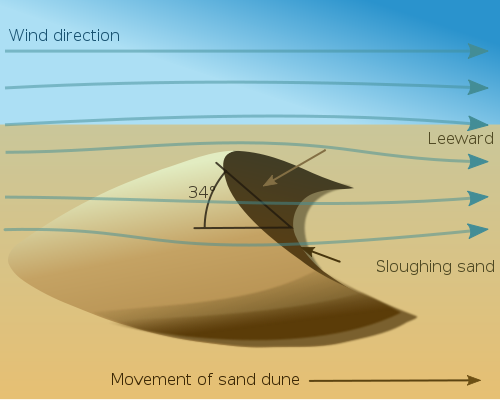 Wind direction
Leeward
34°
Sloughing sand
Movement of sand dune